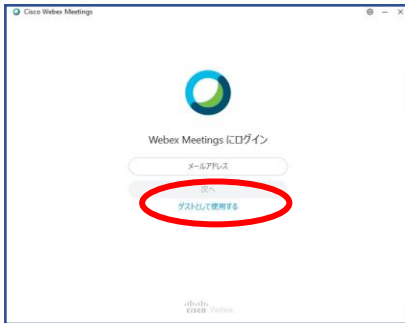 Cisco Webex Meetings
Webex Meetings にログイン
メールアドレス
次へ
ゲストとして使用する
CISCO Webex